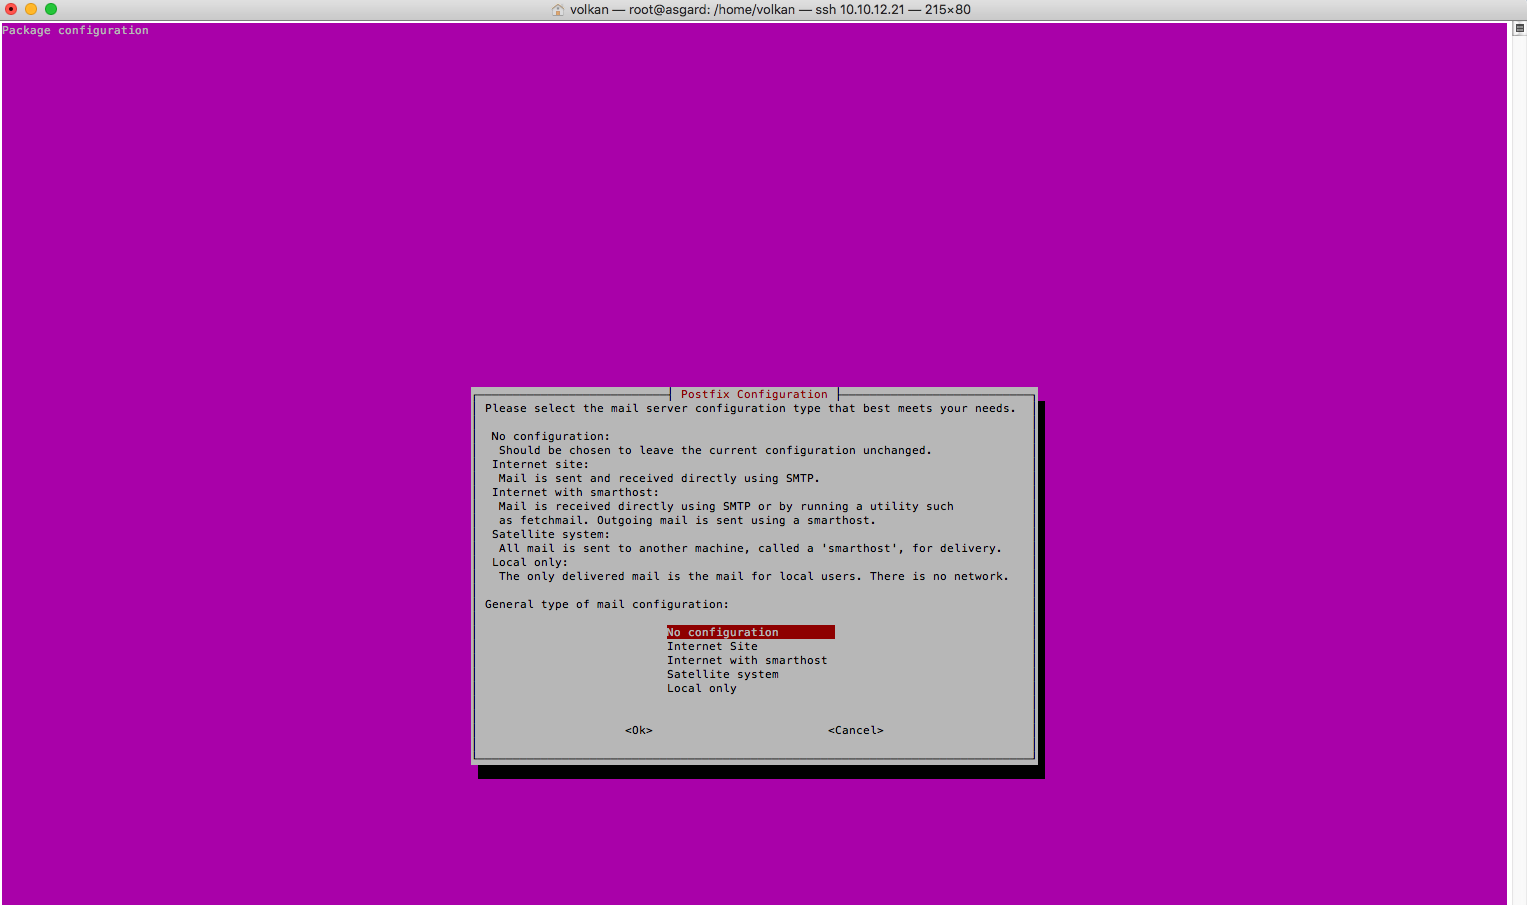 volkan — root@asgard: /home/volkan — ssh 10.10.12.21 — 215×80
Package configuration
Postfix Configuration
Please select the mail server configuration type that best meets your needs.
No configuration:
Should be chosen to leave the current configuration unchanged.
Internet site:
Mail is sent and received directly using SMTP.
Internet with smarthost:
Mail is received directly using SMTP or by running a utility such
as fetchmail. Outgoing mail is sent using a smarthost.
Satellite system:
All mail is sent to another machine, called a 'smarthost', for delivery.
Local only:
The only delivered mail is the mail for local users. There is no network.
General type of mail configuration:
No configuration
Internet Site
Internet with smarthost
Satellite system
Local only
<Ok> <Cancel>